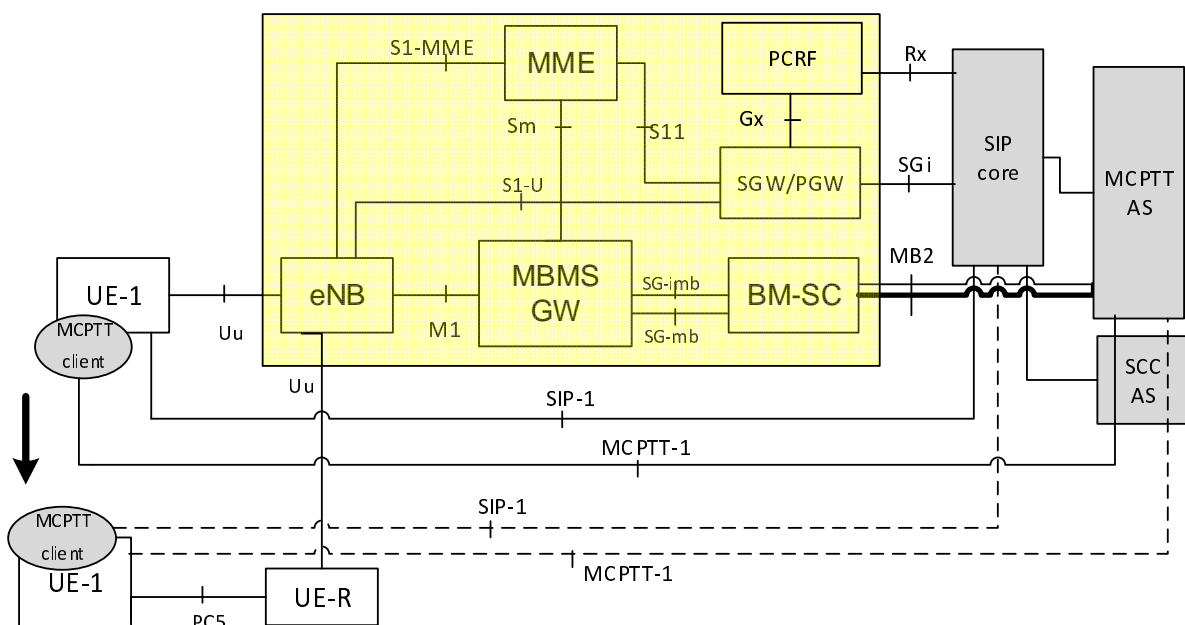 S1-MME
MME
PCRF
Rx
Sm
S11
Gx
SIP
core
MCPTT
AS
S1-U
SGW/PGW
SGi
MB2
UE-1
eNB
MBMS
GW
SG-imb
BM-SC
MCPTT
client
Uu
M1
SG-mb
SCC
AS
Uu
SIP-1
MCPTT-1
SIP-1
MCPTT
client
UE-1
MCPTT-1
UE-R
PC5